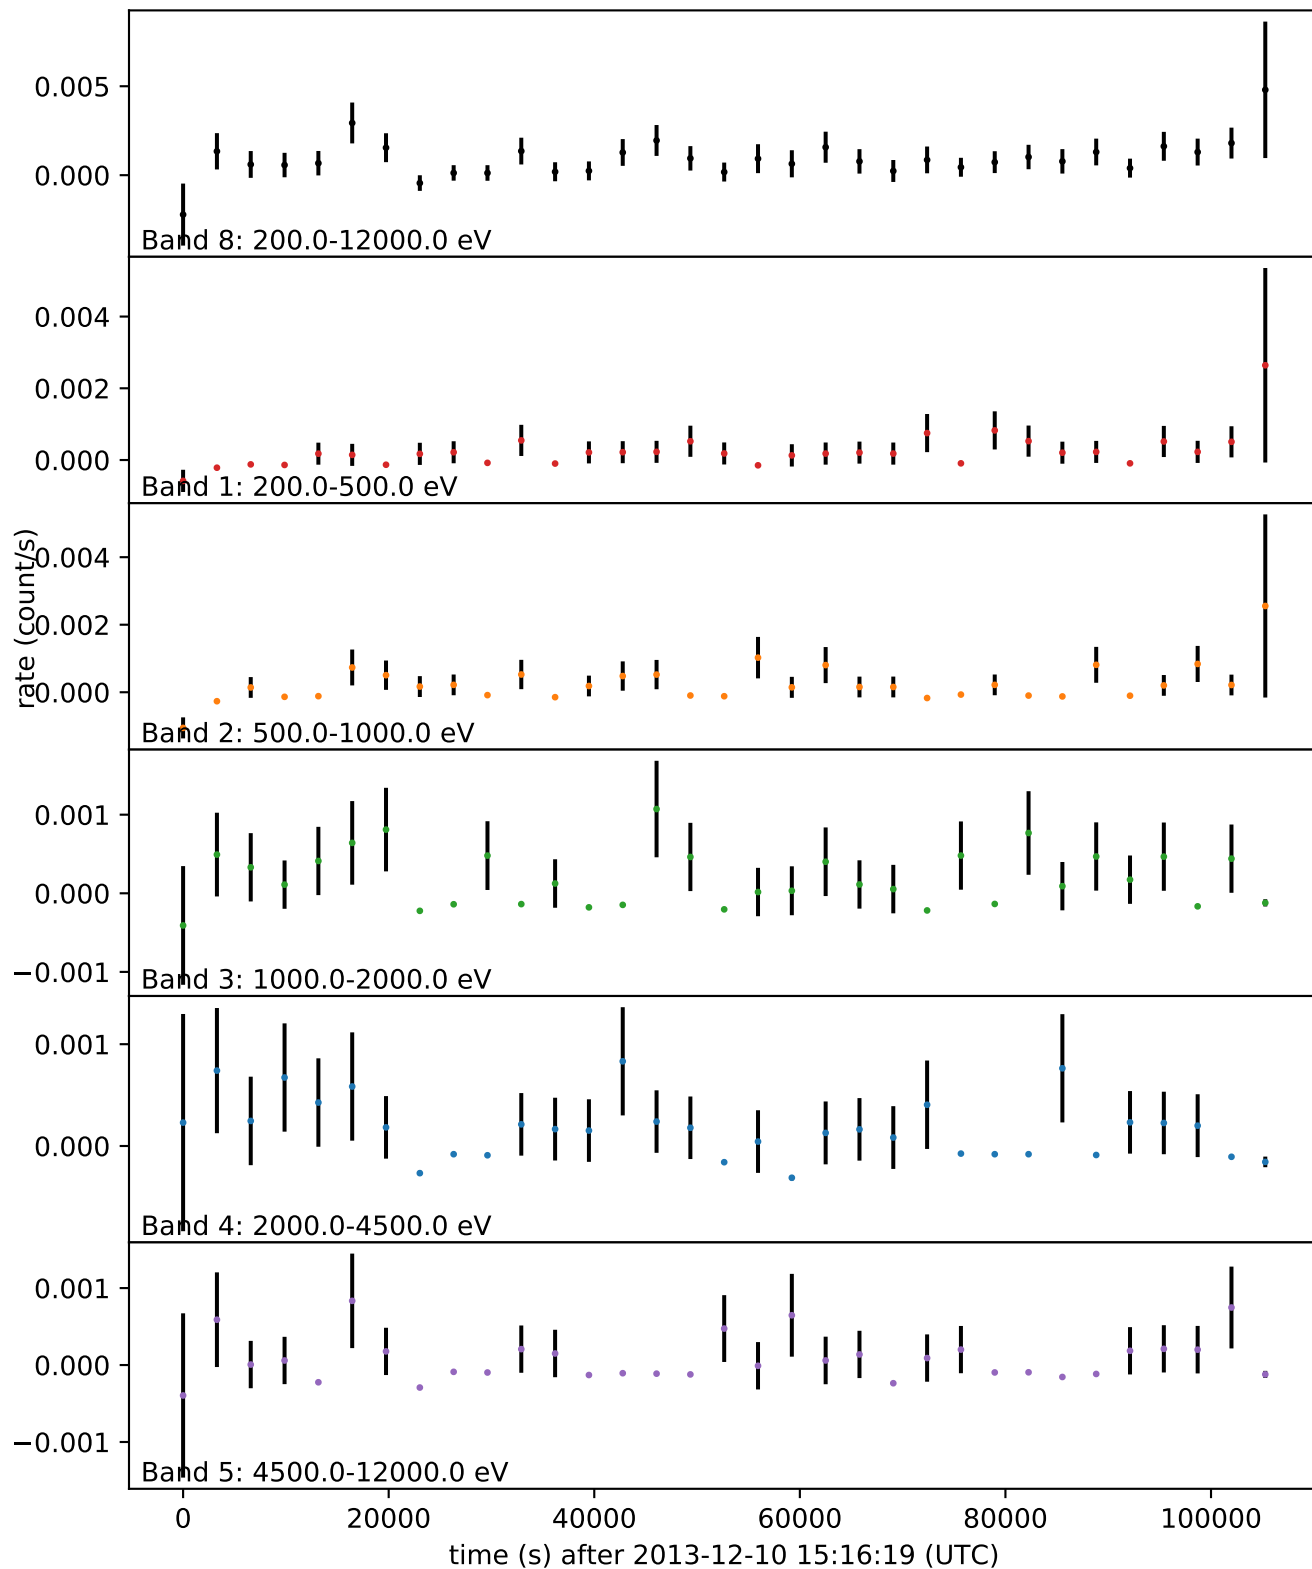 0.005
0.000
Band 8: 200.0-12000.0 eV
0.004
0.002
0.000
Band 1: 200.0-500.0 eV
rate (count/s)
0.004
0.002
0.000
Band 2: 500.0-1000.0 eV
0.001
0.000
−0.001
Band 3: 1000.0-2000.0 eV
0.001
0.000
Band 4: 2000.0-4500.0 eV
0.001
0.000
−0.001
Band 5: 4500.0-12000.0 eV
0 20000 40000 60000 80000 100000
time (s) after 2013-12-10 15:16:19 (UTC)